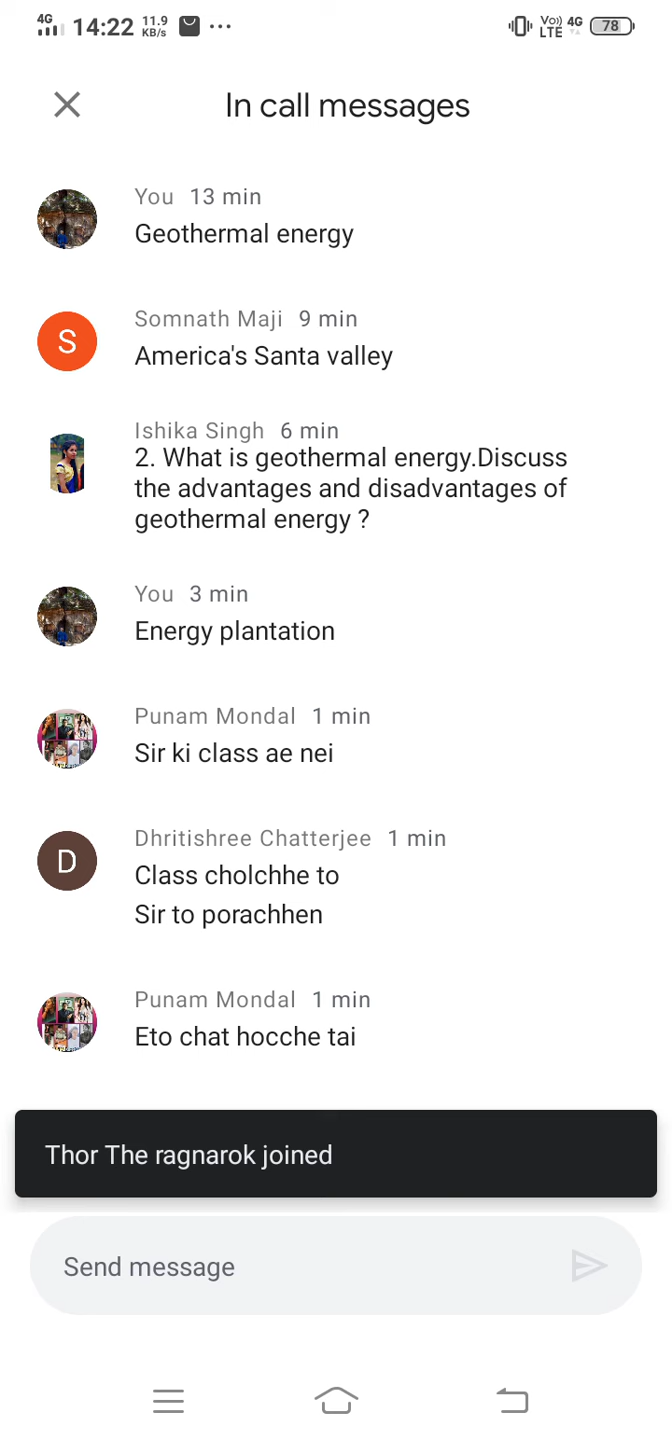 4G 14:22 11.9 KB/s ... Vo)) LTE 4G 78
In call messages
You 13 min
Geothermal energy
S
Somnath Maji 9 min
America's Santa valley
Ishika Singh 6 min
2. What is geothermal energy.Discuss
the advantages and disadvantages of
geothermal energy ?
You 3 min
Energy plantation
Punam Mondal 1 min
Sir ki class ae nei
D
Dhritishree Chatterjee 1 min
Class cholchhe to
Sir to porachhen
Punam Mondal 1 min
Eto chat hocche tai
Thor The ragnarok joined
Send message